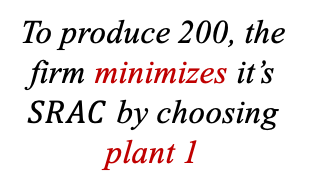 To produce 200, the
firm minimizes it's
SRAC by choosing
plant 1